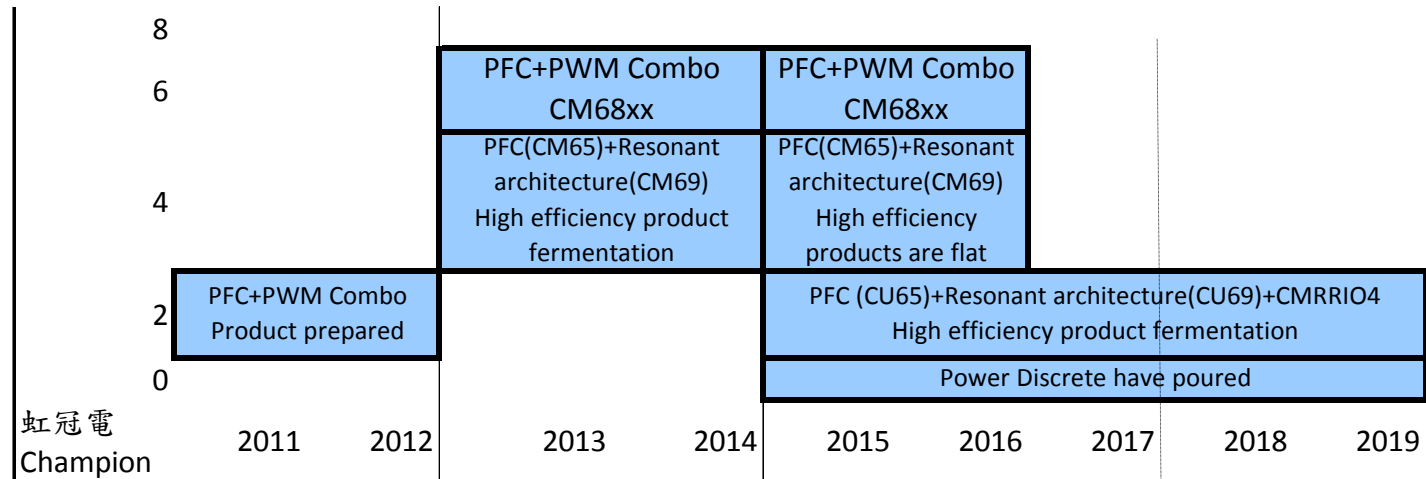 8
6
4
2
0
PFC+PWM Combo
CM68xx
PFC+PWM Combo
CM68xx
PFC(CM65)+Resonant
architecture(CM69)
High efficiency product
fermentation
PFC(CM65)+Resonant
architecture(CM69)
High efficiency
products are flat
PFC+PWM Combo
Product prepared
PFC (CU65)+Resonant architecture(CU69)+CMRRIO4
High efficiency product fermentation
Power Discrete have poured
虹冠電
Champion
2011 2012 2013 2014 2015 2016 2017 2018 2019